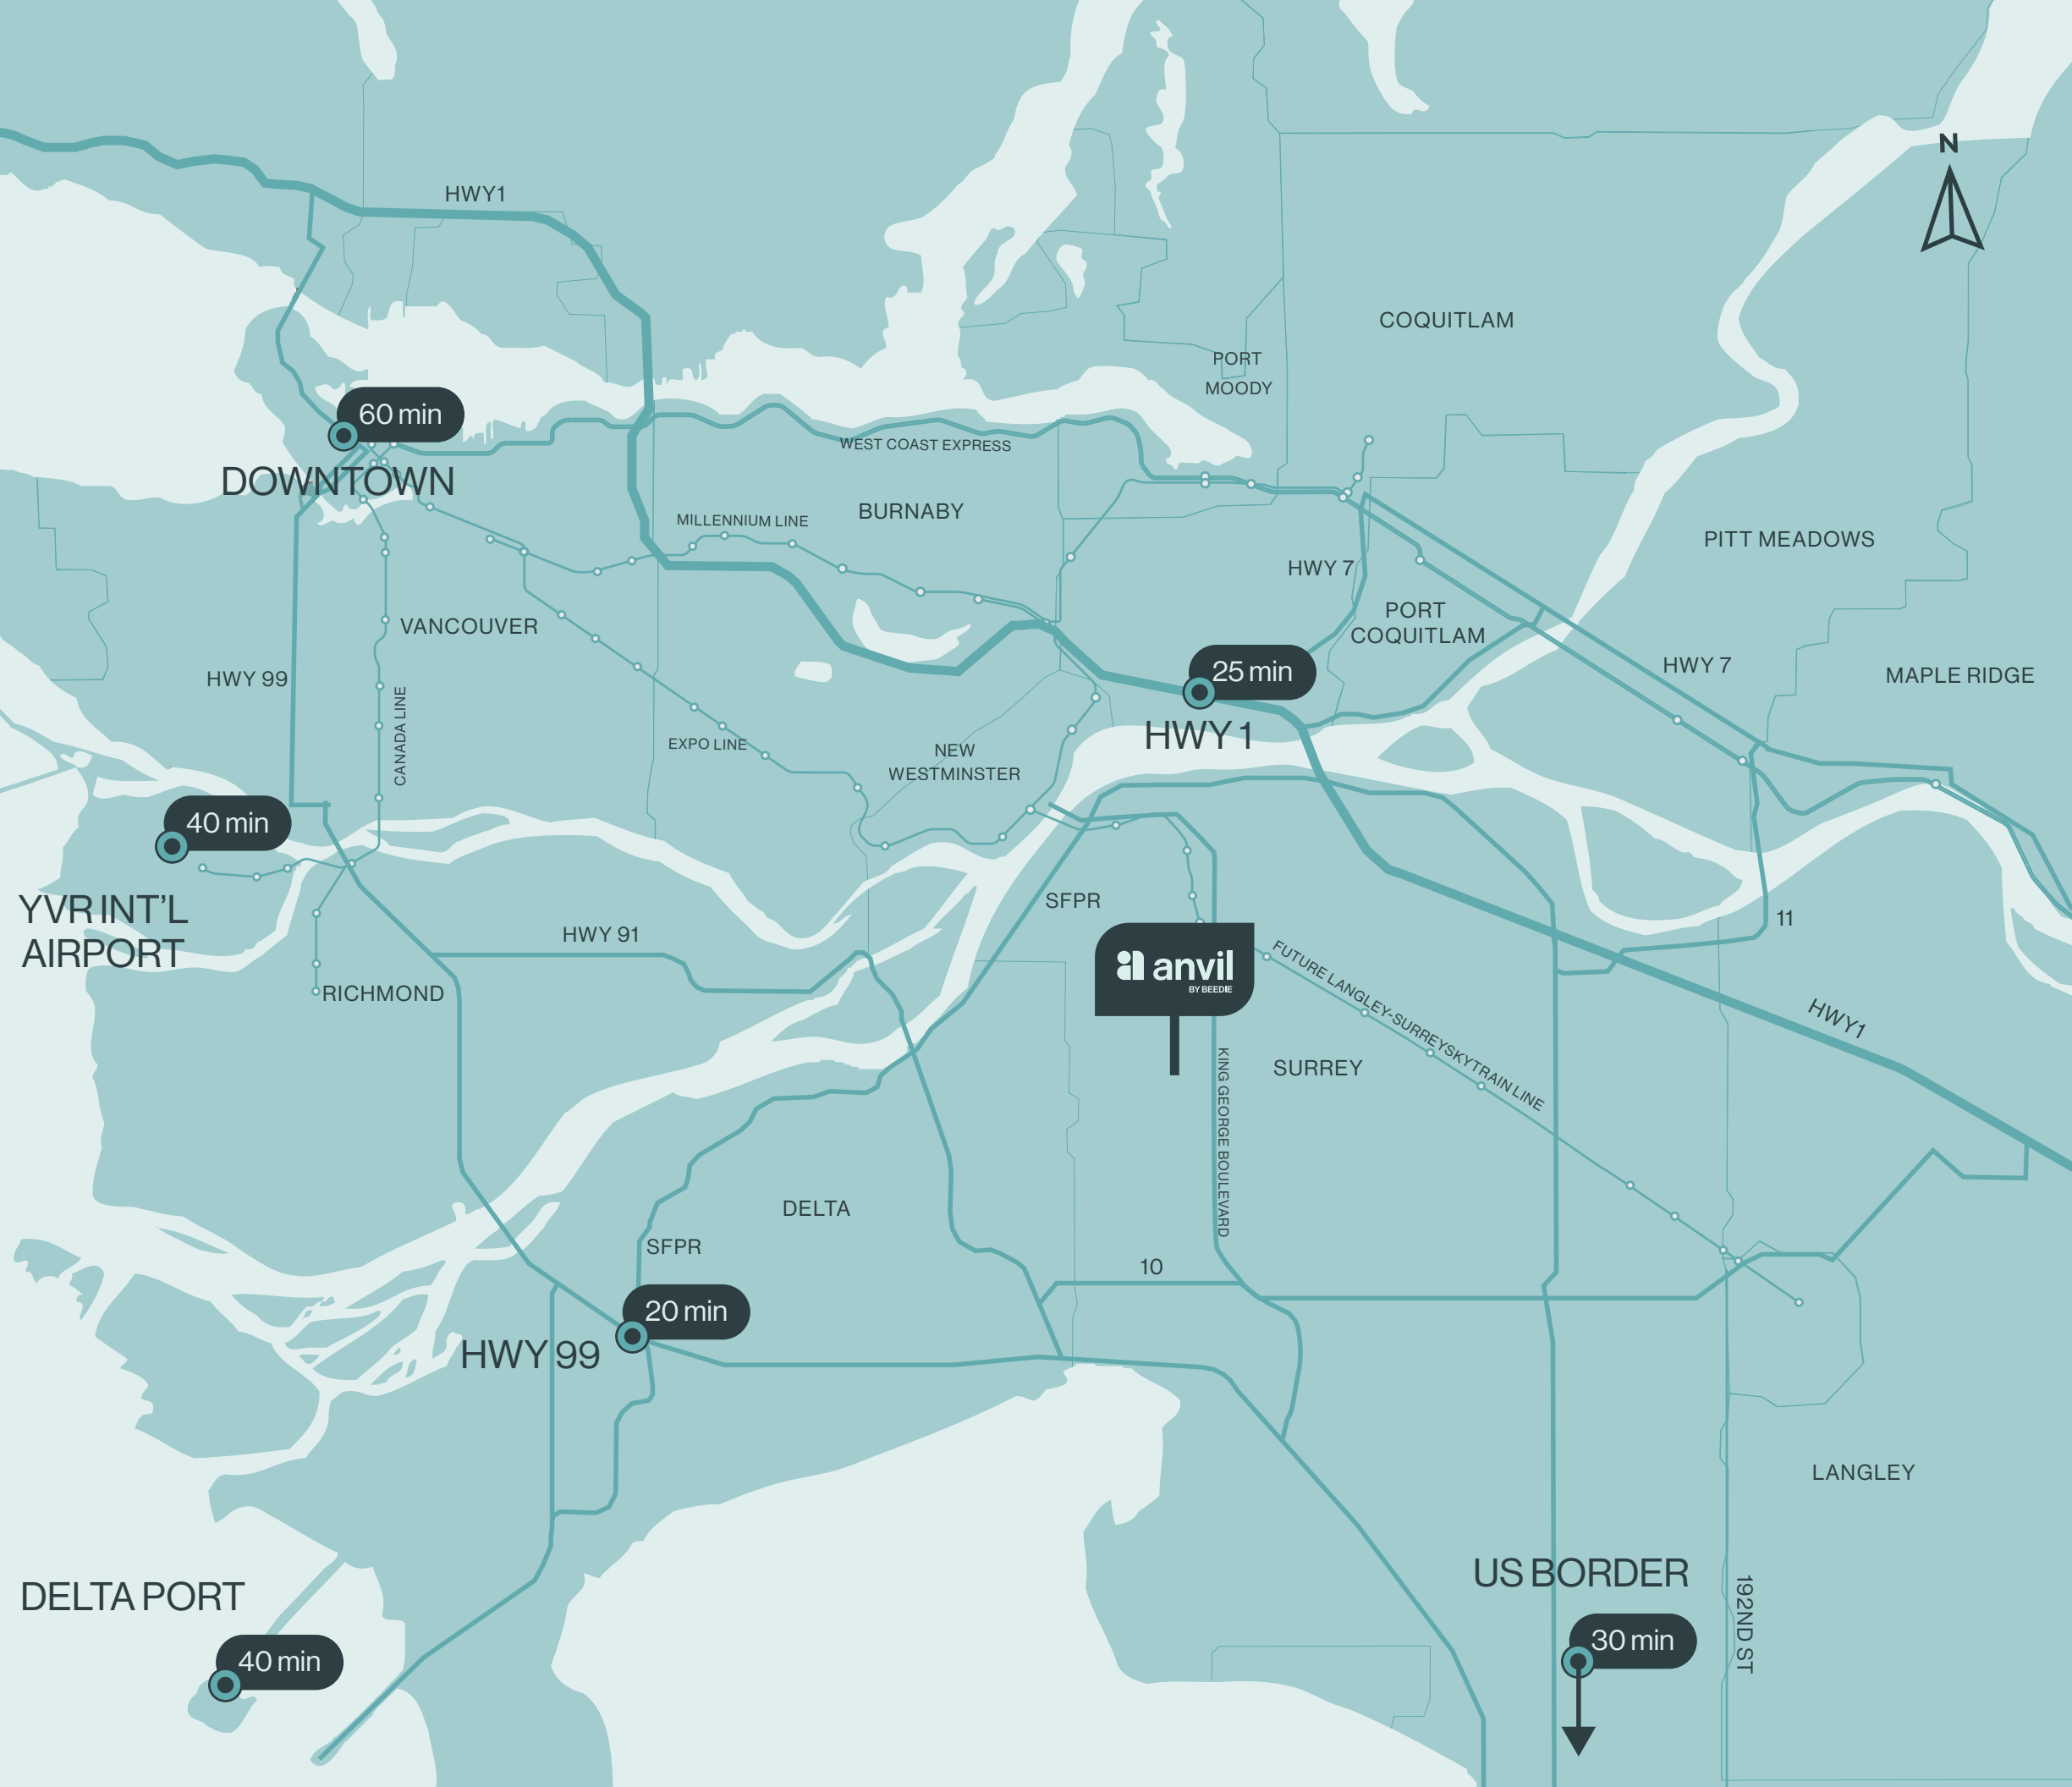 N
HWY1
COQUITLAM
PORT
MOODY
60 min
DOWNTOWN
WEST COAST EXPRESS
BURNABY
MILLENNIUM LINE
PITT MEADOWS
HWY 7
PORT
COQUITLAM
VANCOUVER
HWY 99
CANADA LINE
25 min
HWY 1
HWY 7
MAPLE RIDGE
EXPO LINE
NEW
WESTMINSTER
40 min
YVR INT'L
AIRPORT
SFPR
11
HWY 91
anvil
BY BEEDIE
FUTURE LANGLEY-SURREY SKYTRAIN LINE
RICHMOND
HWY1
KING GEORGE BOULEVARD
SURREY
DELTA
SFPR
10
20 min
HWY 99
LANGLEY
US BORDER
DELTA PORT
192ND ST
30 min
40 min